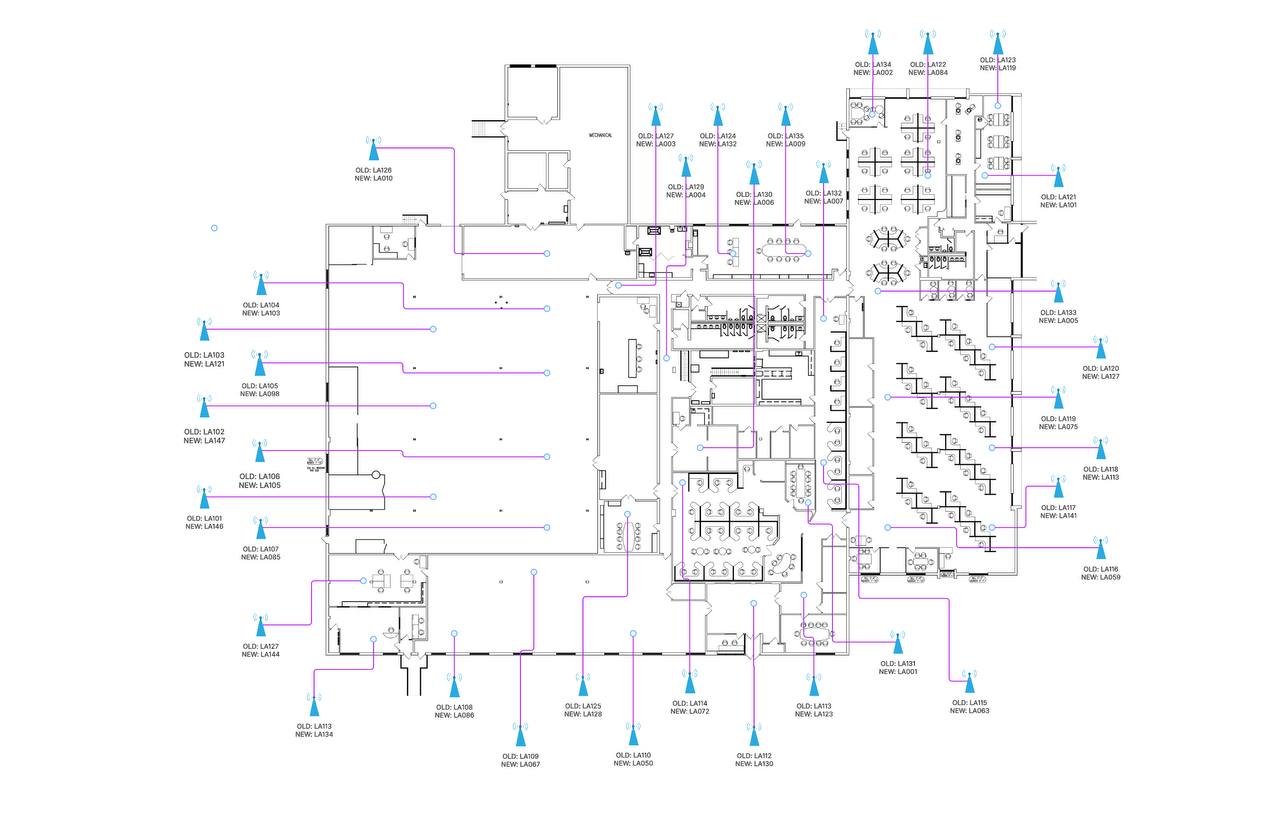 OLD: LA134
NEW: LA002
OLD: LA122
NEW: LA084
OLD: LA123
NEW: LA119
MECHANICAL
OLD: LA127
NEW: LA003
OLD: LA124
NEW: LA132
OLD: LA135
NEW: LA009
OLD: LA126
NEW: LA010
OLD: LA129
NEW: LA004
OLD: LA130
NEW: LA006
OLD: LA132
NEW: LA007
OLD: LA121
NEW: LA101
OLD: LA104
NEW: LA103
OLD: LA133
NEW: LA005
OLD: LA103
NEW: LA121
OLD: LA105
NEW: LA098
OLD: LA120
NEW: LA127
OLD: LA102
NEW: LA147
OLD: LA119
NEW: LA075
OLD: LA106
NEW: LA105
OLD: LA118
NEW: LA113
OLD: LA101
NEW: LA146
OLD: LA117
NEW: LA141
OLD: LA107
NEW: LA085
OLD: LA116
NEW: LA059
OLD: LA127
NEW: LA144
OLD: LA131
NEW: LA001
OLD: LA113
NEW: LA134
OLD: LA108
NEW: LA086
OLD: LA125
NEW: LA128
OLD: LA114
NEW: LA072
OLD: LA113
NEW: LA123
OLD: LA115
NEW: LA063
OLD: LA109
NEW: LA067
OLD: LA110
NEW: LA050
OLD: LA112
NEW: LA130